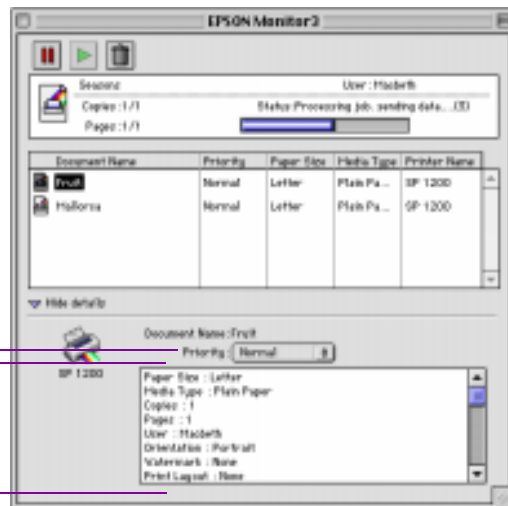 EPSON Monitor3
Seasons User : Macbeth
Copies : 1/1 Status : Processing job. sending data...(3)
Pages : 1/1
Document Name Priority Paper Size Media Type Printer Name
Fruit Normal Letter Plain Pa... SP 1200
Mallorca Normal Letter Plain Pa... SP 1200
Hide details
Document Name : Fruit
Priority : Normal
SP 1200
Paper Size : Letter
Media Type : Plain Paper
Copies : 1
Pages : 1
User : Macbeth
Orientation : Portrait
Watermark : None
Print Layout : None